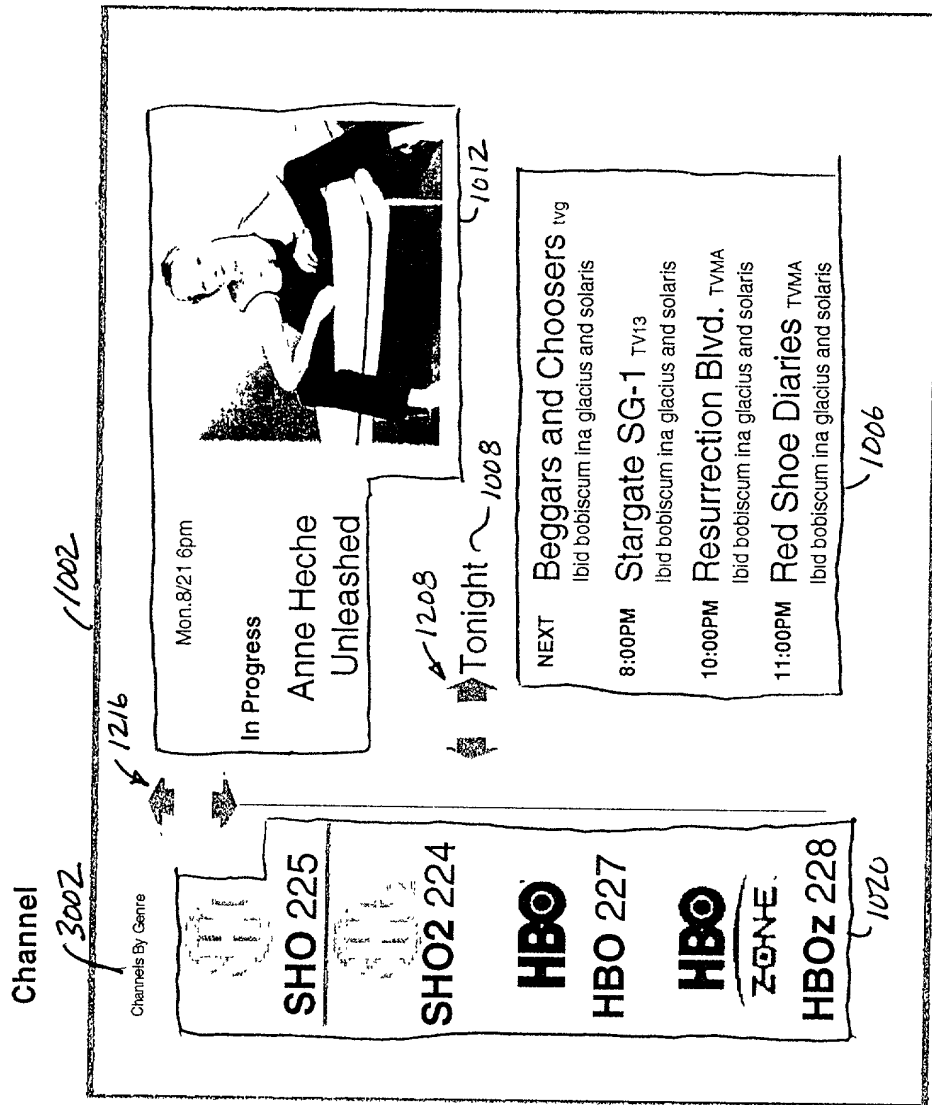 Channel
3002
Channels By Genre
1216
1002
SHO 225
SHO2 224
HBO
HBO 227
HBO
ZONE
HBOz 228
1020
Mon.8/21 6pm
In Progress
Anne Heche
Unleashed
1012
1208
Tonight
1008
NEXT Beggars and Choosers tvg
Ibid bobiscum ina glacius and solaris
8:00PM Stargate SG-1 TV13
Ibid bobiscum ina glacius and solaris
10:00PM Resurrection Blvd. TVMA
Ibid bobiscum ina glacius and solaris
11:00PM Red Shoe Diaries TVMA
Ibid bobiscum ina glacius and solaris
1006